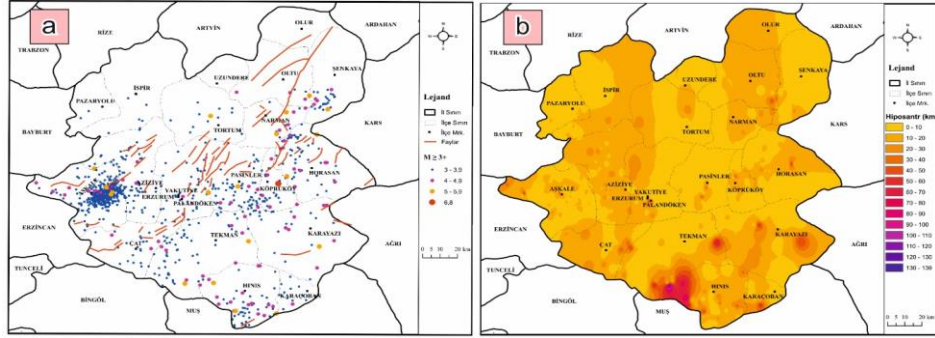 a
RİZE
ARTVİN
OLUR
ARDAHAN
TRABZON
ŞENKAYA
UZUNDERE
OLTU
İSPİR
PAZARYOLU
BAYBURT
TORTUM
NARMAN
KARS
AZİZİYE
YAKUTİYE
ERZURUM
PALANDÖKEN
PASİNLER
KÖPRÜKÖY
HORASAN
ERZİNCAN
ÇAT
TEKMAN
KARAYAZI
AĞRI
TUNCELİ
HINIS
KARAÇOBAN
BİNGÖL
MUŞ
Lejand
İl Sınırı
İlçe Sınırı
İlçe Mrk.
Faylar
M ≥ 3+
3 - 3,9
4 - 4,9
5 - 5,9
6,8
0 5 10 20 km
b
RİZE
ARTVİN
OLUR
ARDAHAN
TRABZON
ŞENKAYA
UZUNDERE
OLTU
İSPİR
PAZARYOLU
BAYBURT
TORTUM
NARMAN
KARS
AŞKALE
AZİZİYE
YAKUTİYE
ERZURUM
PALANDÖKEN
PASİNLER
KÖPRÜKÖY
HORASAN
ERZİNCAN
ÇAT
TEKMAN
KARAYAZI
AĞRI
TUNCELİ
HINIS
KARAÇOBAN
BİNGÖL
MUŞ
Lejand
İl Sınırı
İlçe Sınırı
İlçe Mrk.
Hiposantr (km)
0 - 10
10 - 20
20 - 30
30 - 40
40 - 50
50 - 60
60 - 70
70 - 80
80 - 90
90 - 100
100 - 110
110 - 120
120 - 130
130 - 139
0 5 10 20 km